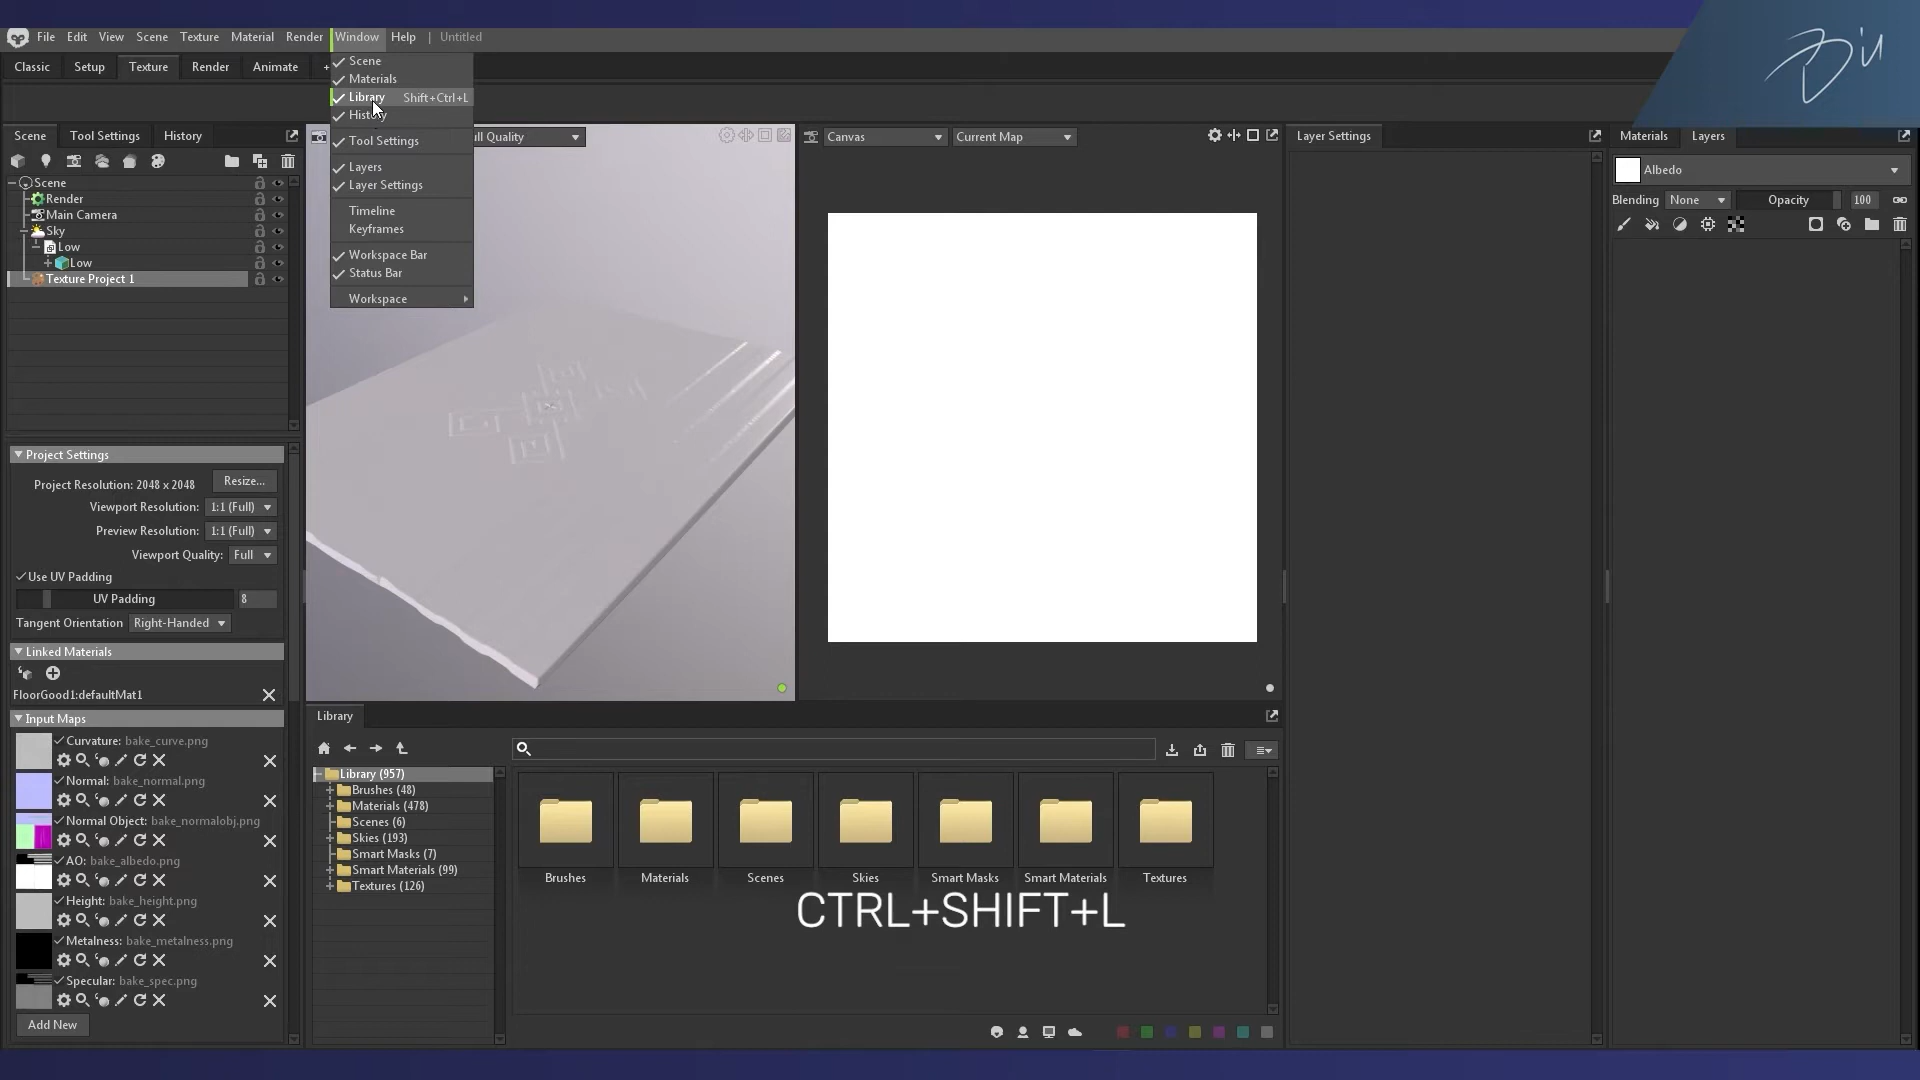 File Edit View Scene Texture Material Render Window Help | Untitled
Classic Setup Texture Render Animate +
Scene
Materials
Library Shift+Ctrl+L
History
Tool Settings
Layers
Layer Settings
Timeline
Keyframes
Workspace Bar
Status Bar
Workspace
Scene Tool Settings History
Scene
Render
Main Camera
Sky
Low
Low
Texture Project 1
Project Settings
Project Resolution: 2048 x 2048 Resize...
Viewport Resolution: 1:1 (Full)
Preview Resolution: 1:1 (Full)
Viewport Quality: Full
Use UV Padding
UV Padding 8
Tangent Orientation Right-Handed
Linked Materials
FloorGood1:defaultMat1
Input Maps
Curvature: bake_curve.png
Normal: bake_normal.png
Normal Object: bake_normalobj.png
AO: bake_albedo.png
Height: bake_height.png
Metalness: bake_metalness.png
Specular: bake_spec.png
Add New
Quality
Canvas Current Map
Library
Library (957)
Brushes (48)
Materials (478)
Scenes (6)
Skies (193)
Smart Masks (7)
Smart Materials (99)
Textures (126)
Brushes Materials Scenes Skies Smart Masks Smart Materials Textures
CTRL+SHIFT+L
Layer Settings
Materials Layers
Albedo
Blending None Opacity 100